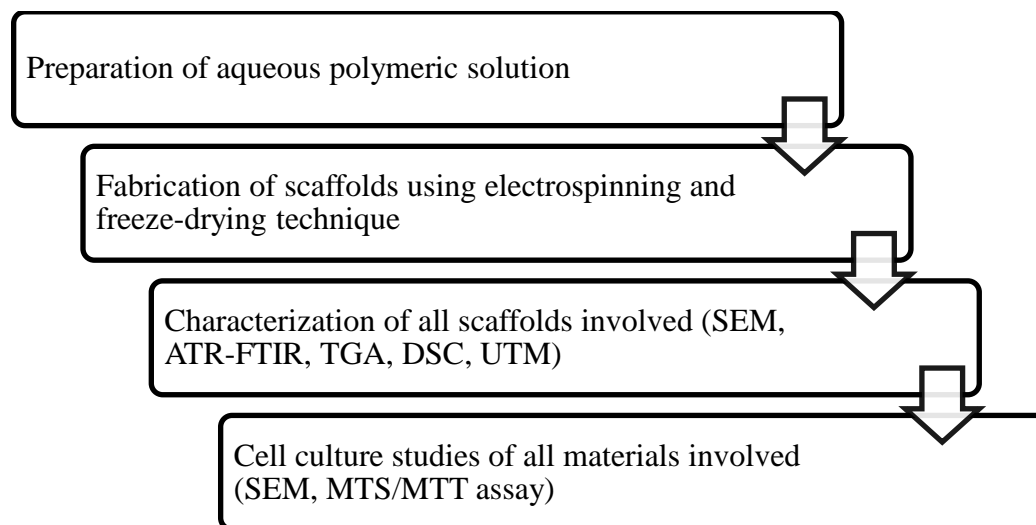 Preparation of aqueous polymeric solution
Fabrication of scaffolds using electrospinning and
freeze-drying technique
Characterization of all scaffolds involved (SEM,
ATR-FTIR, TGA, DSC, UTM)
Cell culture studies of all materials involved
(SEM, MTS/MTT assay)